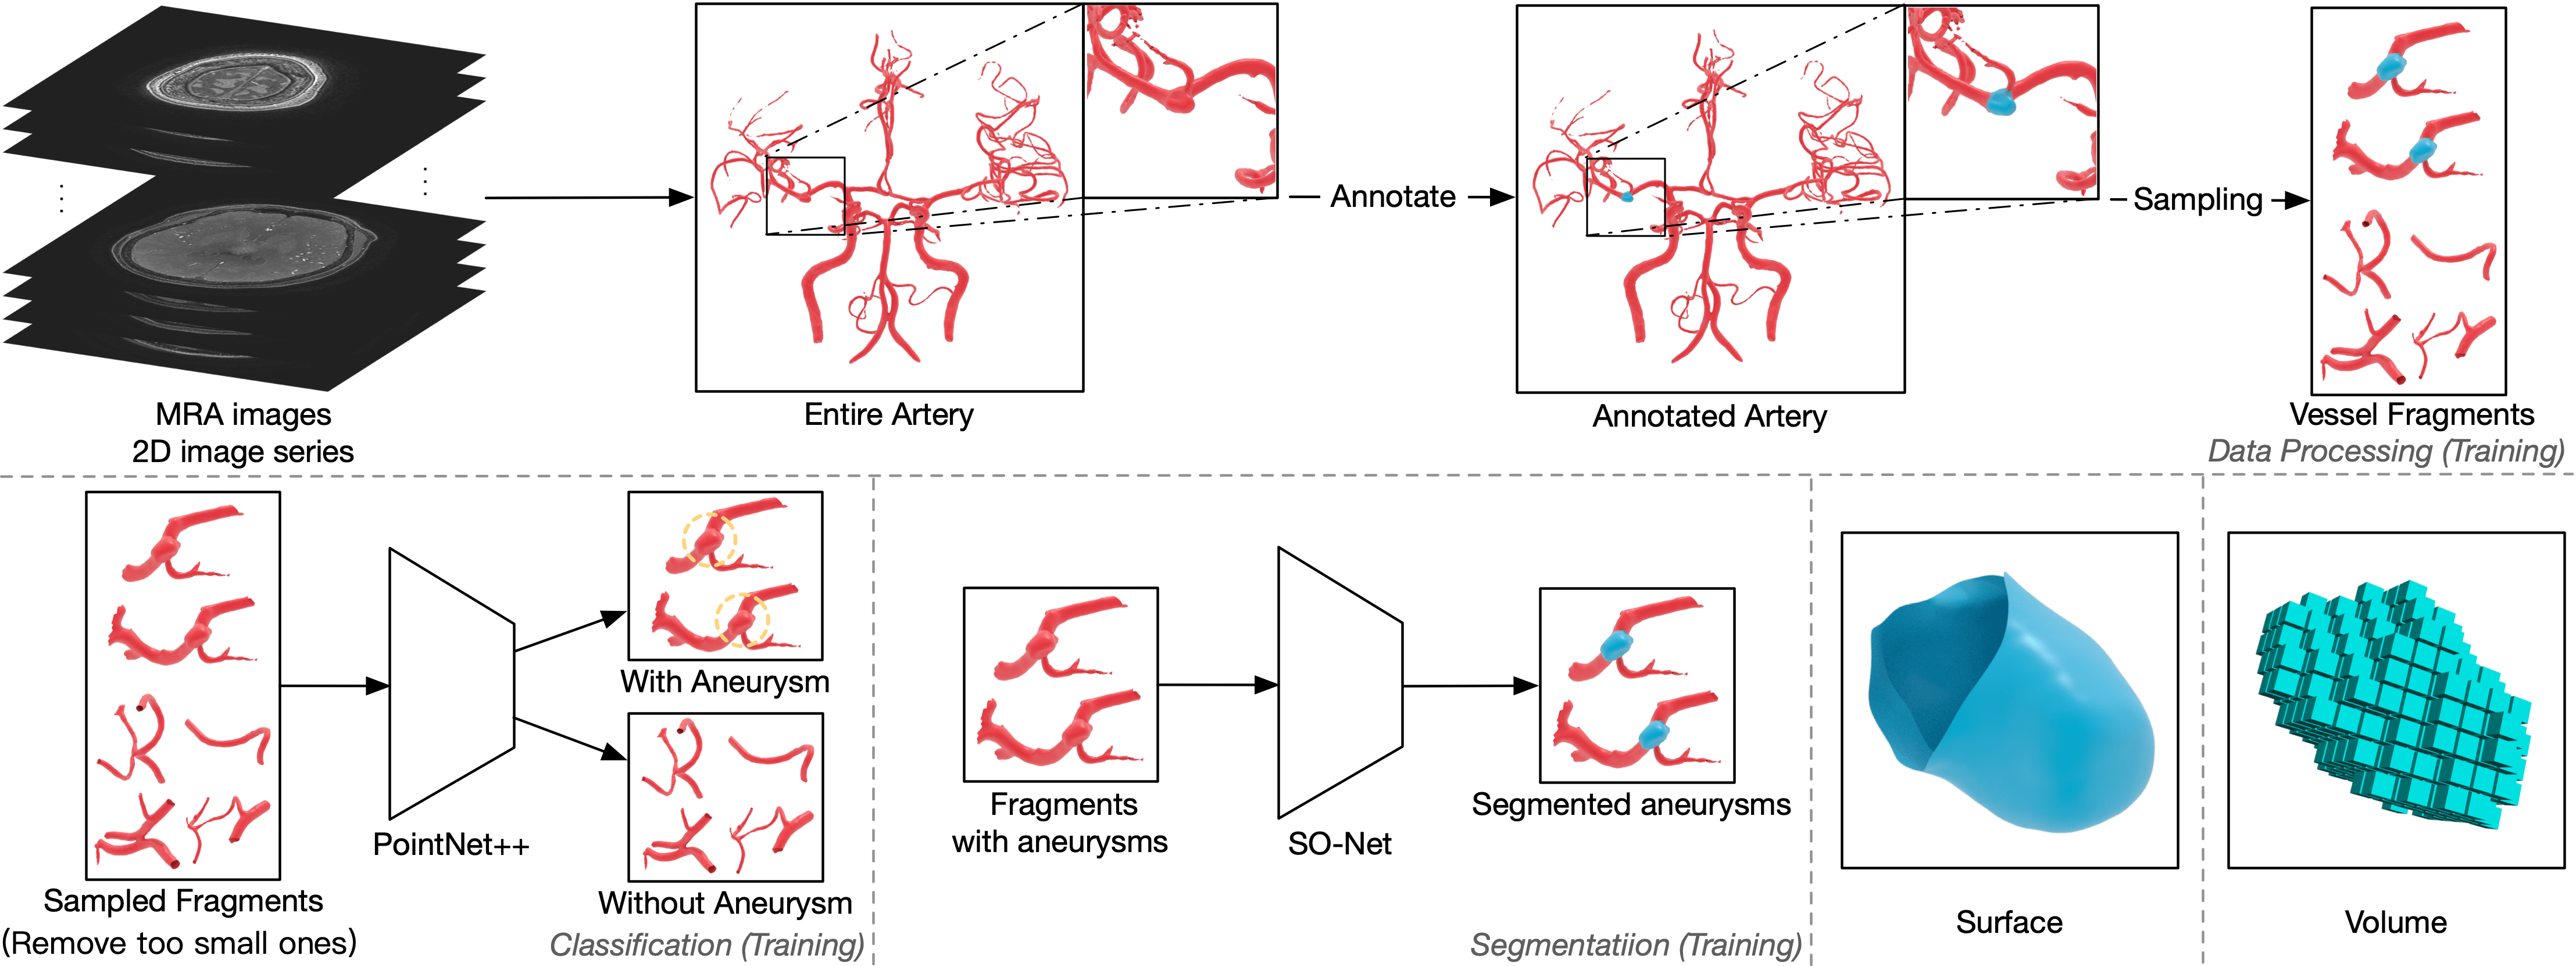 Annotate
Sampling
MRA images
2D image series
Entire Artery
Annotated Artery
Vessel Fragments
Data Processing (Training)
With Aneurysm
PointNet++
Without Aneurysm
Sampled Fragments
(Remove too small ones)
Classification (Training)
Fragments
with aneurysms
SO-Net
Segmented aneurysms
Segmentatiion (Training)
Surface
Volume